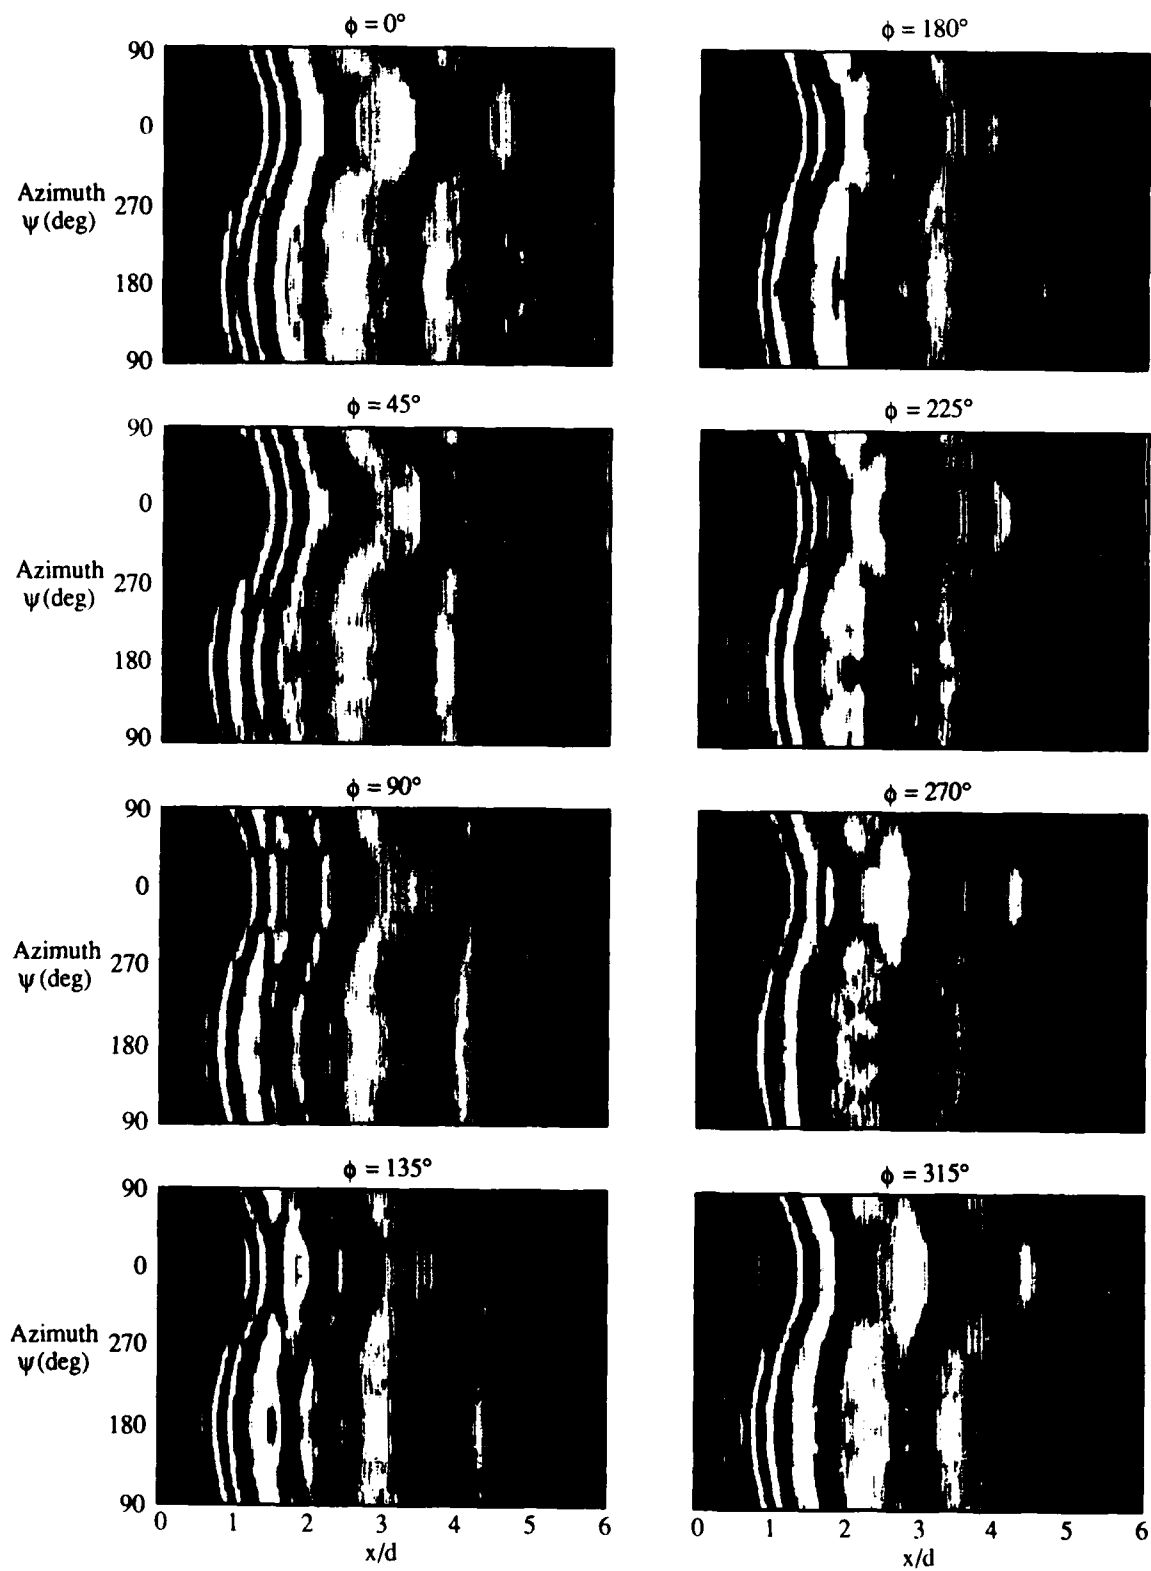 ϕ = 0°
90
0
Azimuth
270
ψ (deg)
180
90
ϕ = 180°
ϕ = 45°
90
0
Azimuth
270
ψ (deg)
180
90
ϕ = 225°
ϕ = 90°
90
0
Azimuth
270
ψ (deg)
180
90
ϕ = 270°
ϕ = 135°
90
0
Azimuth
270
ψ (deg)
180
90
0 1 2 3 4 5 6
x/d
ϕ = 315°
0 1 2 3 4 5 6
x/d